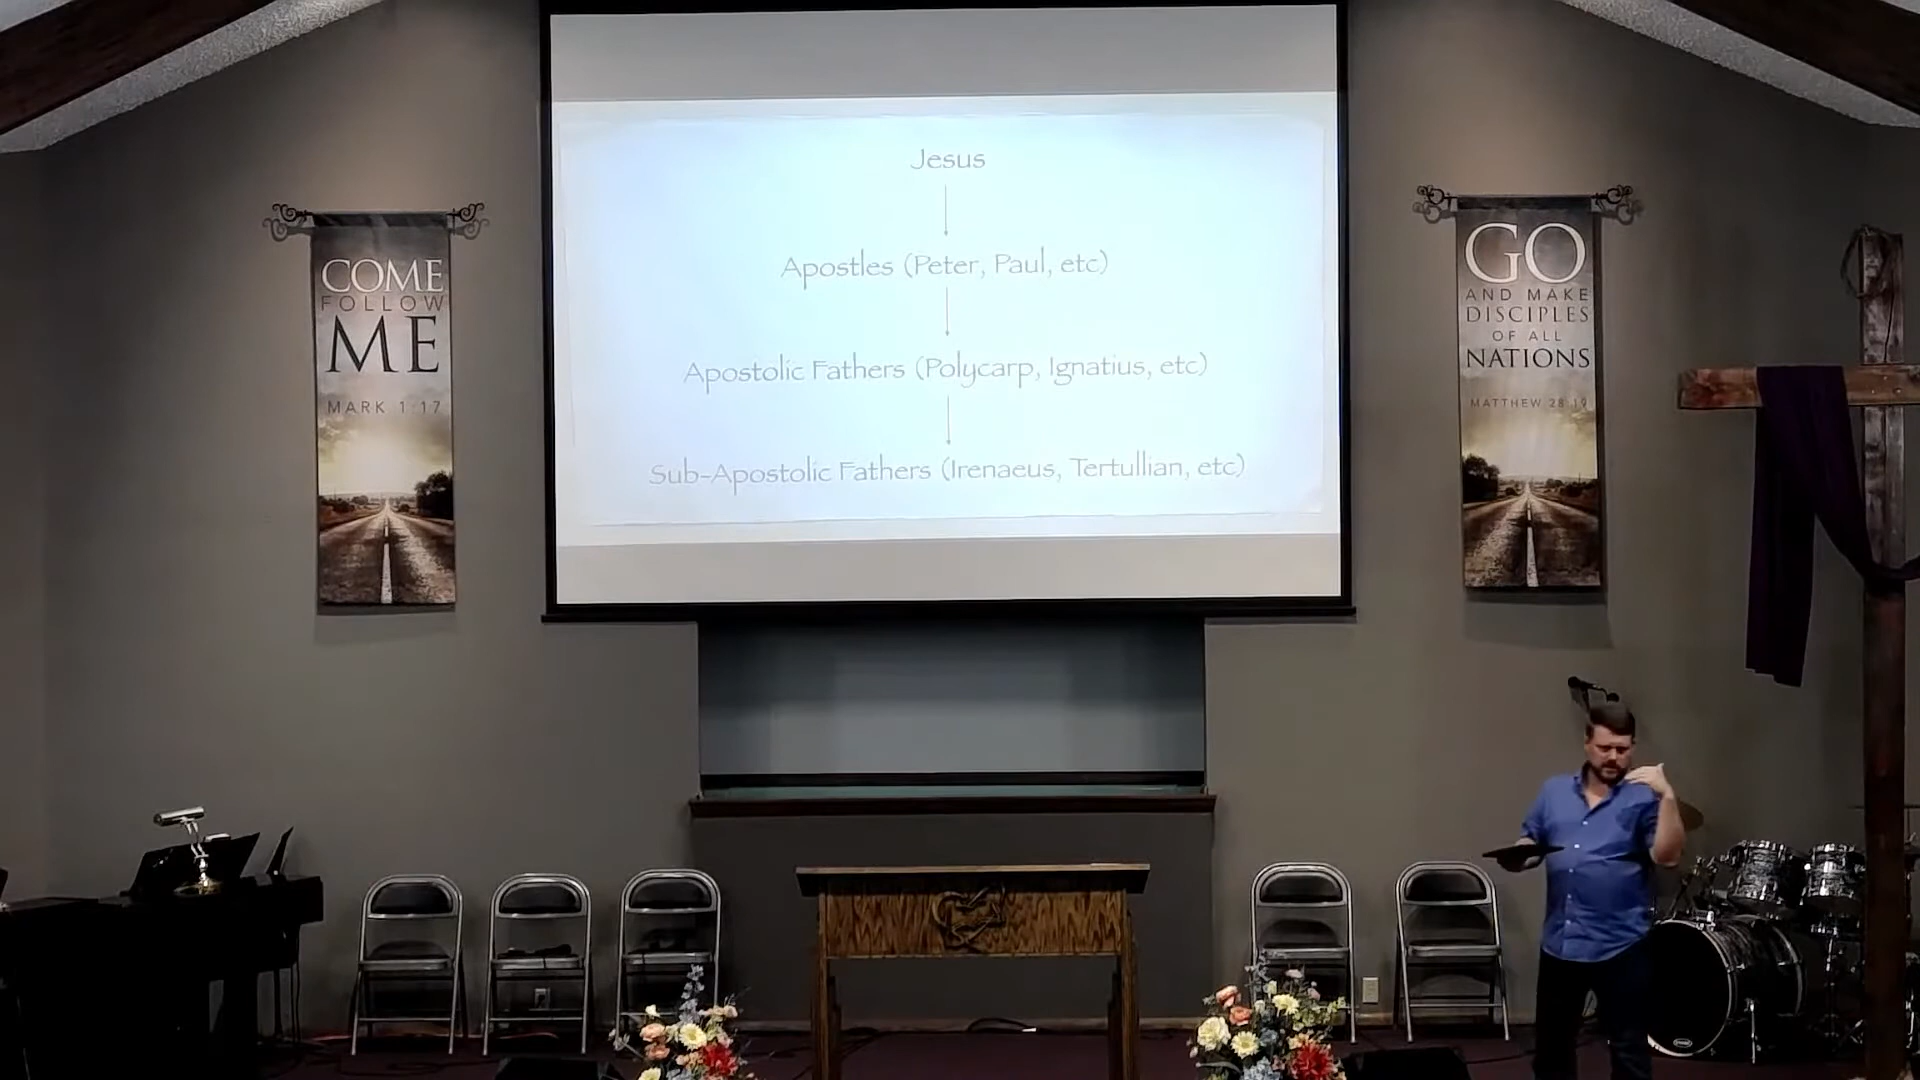 Jesus
Apostles (Peter, Paul, etc)
Apostolic Fathers (Polycarp, Ignatius, etc)
Sub-Apostolic Fathers (Irenaeus, Tertullian, etc)
COME
FOLLOW
ME
MARK 1:17
GO
AND MAKE
DISCIPLES
OF ALL
NATIONS
MATTHEW 28:19